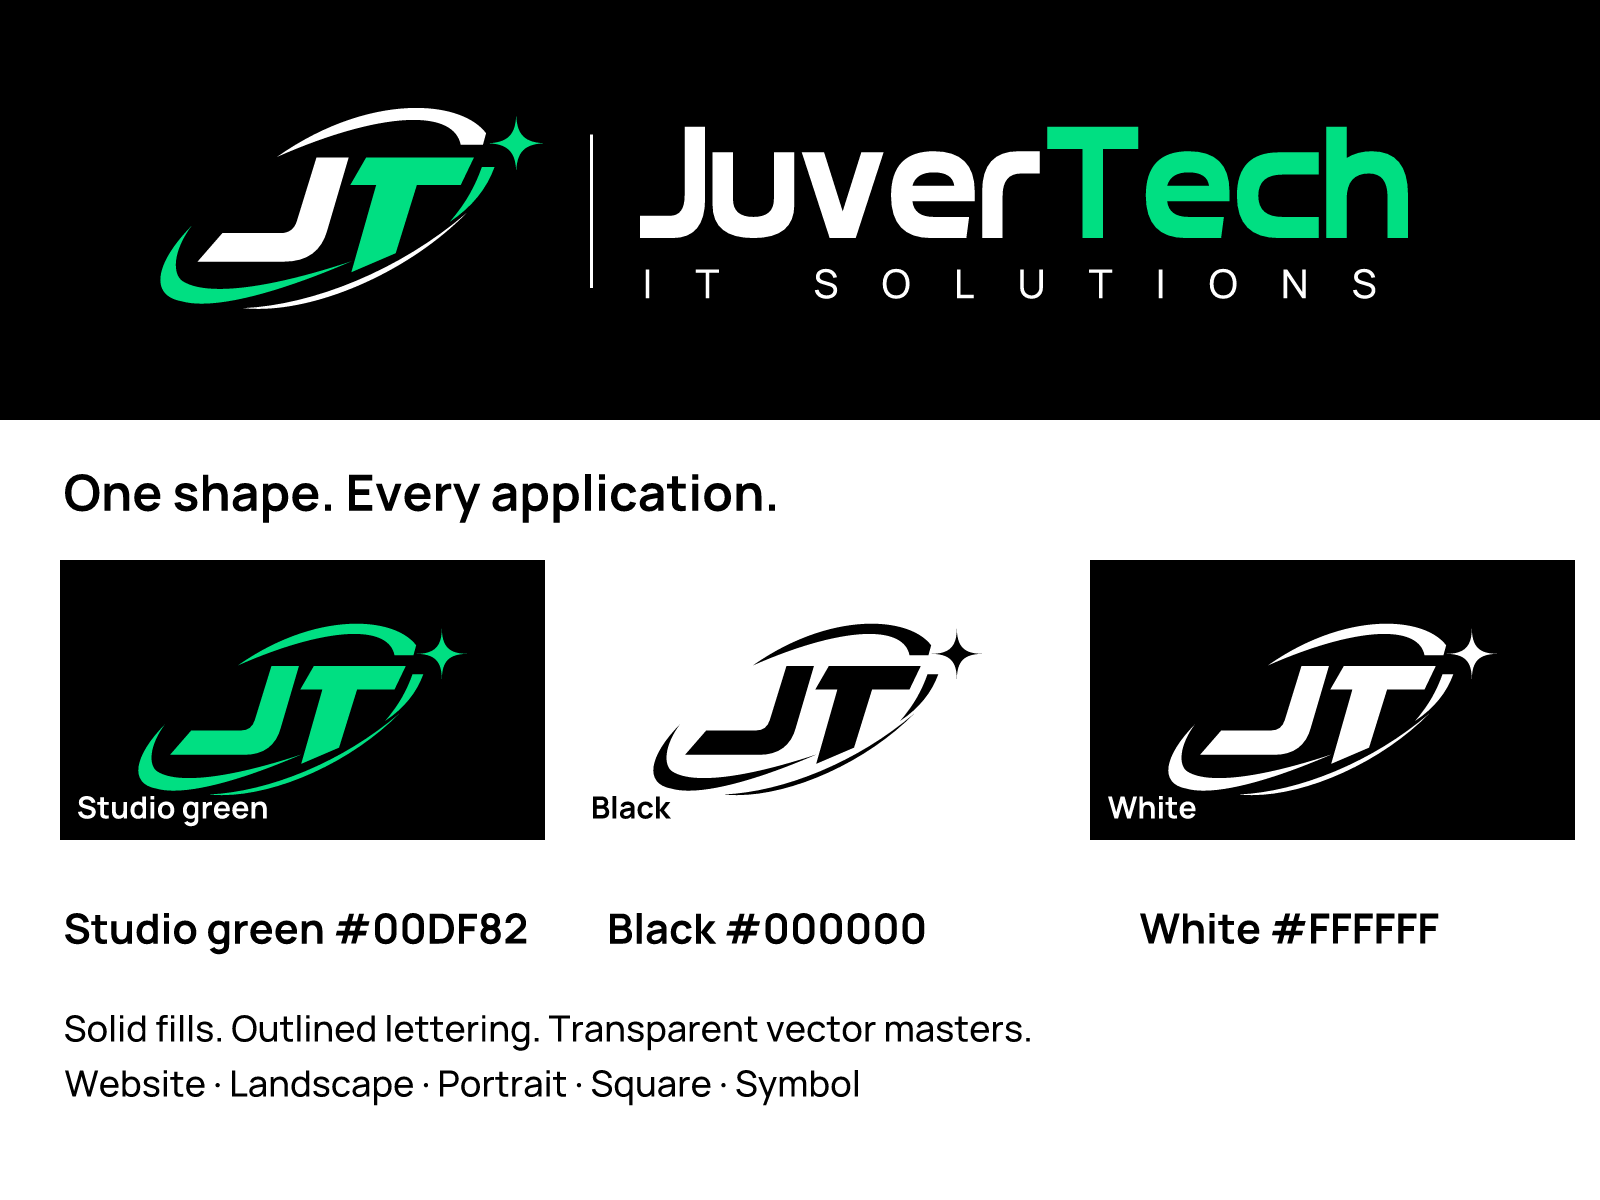 JT
JuverTech
IT SOLUTIONS
One shape. Every application.
JT
Studio green
JT
Black
JT
White
Studio green #00DF82
Black #000000
White #FFFFFF
Solid fills. Outlined lettering. Transparent vector masters.
Website · Landscape · Portrait · Square · Symbol